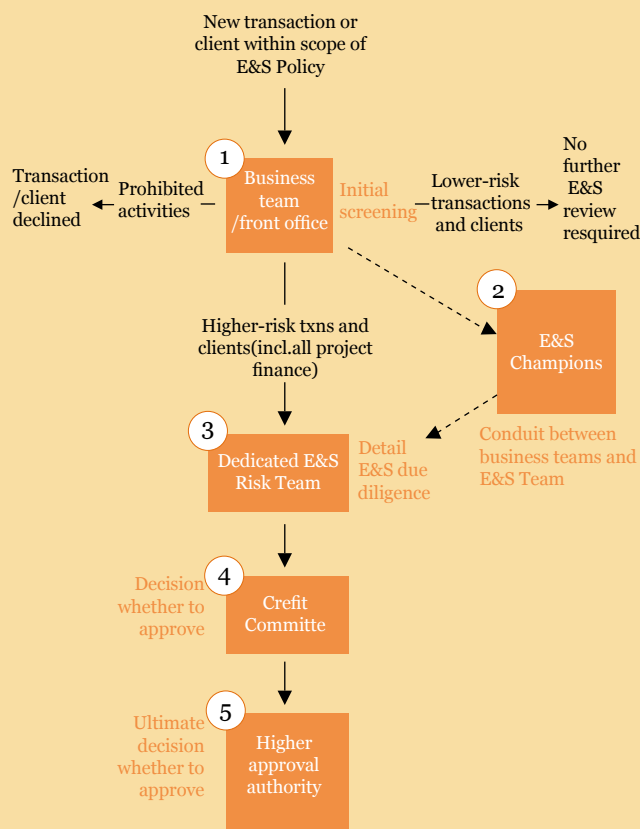 New transaction or
client within scope of
E&S Policy
1
Transaction
/client
declined
Prohibited
activities
Business
team
/front office
Initial
screening
Lower-risk
transactions
and clients
No
further
E&S
review
resquired
2
E&S
Champions
Higher-risk txns and
clients(incl.all project
finance)
Conduit between
business teams and
E&S Team
3
Dedicated E&S
Risk Team
Detail
E&S due
diligence
4
Decision
whether to
approve
Crefit
Committe
5
Ultimate
decision
whether to
approve
Higher
approval
authority